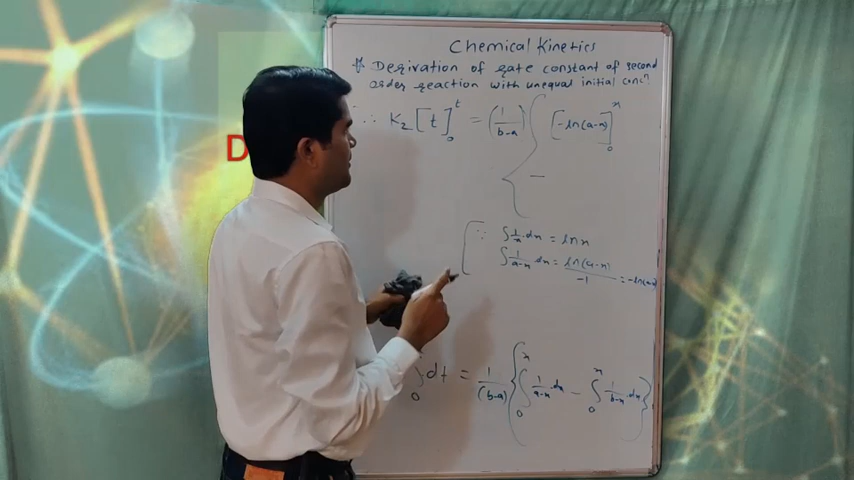 Chemical Kinetics
* Derivation of rate constant of second
order reaction with unequal initial concⁿ.
∴ K₂ [t]₀ᵗ = (1/(b-a)) { [-ln(a-x)]₀ˣ
−
[ ∵ ∫ 1/x .dx = ln x
∫ 1/(a-x) dx = ln(a-x)/-1 = -ln(a-x)
D
∫₀ dt = 1/(b-a) { ∫₀ˣ 1/(a-x) .dx − ∫₀ˣ 1/(b-x) .dx }